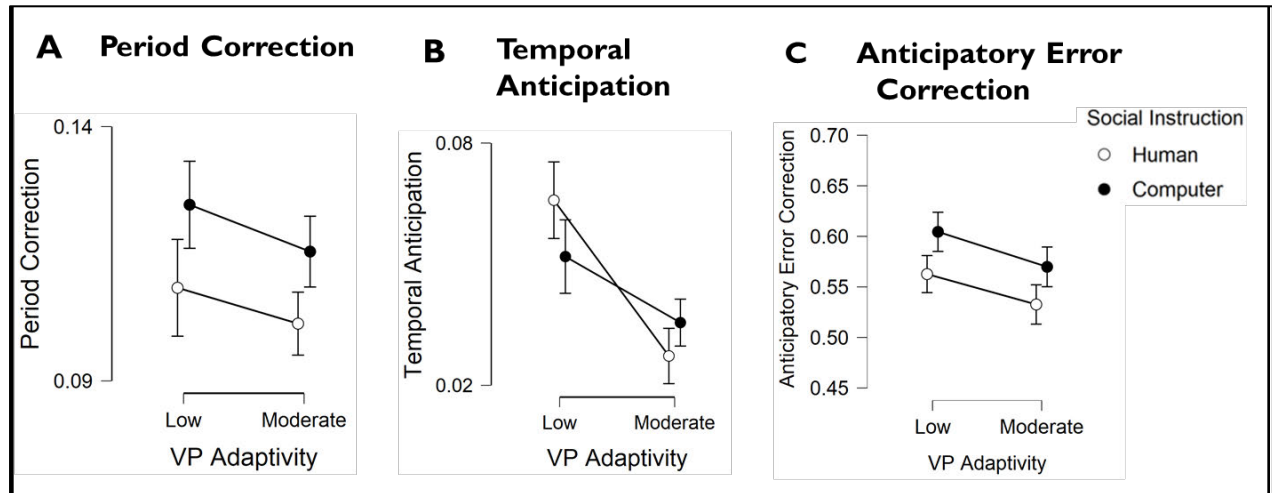 A Period Correction
0.14
0.09
Period Correction
Low Moderate
VP Adaptivity
B Temporal
Anticipation
0.08
0.02
Temporal Anticipation
Low Moderate
VP Adaptivity
C Anticipatory Error
Correction
Social Instruction
Human
Computer
0.70
0.65
0.60
0.55
0.50
0.45
Anticipatory Error Correction
Low Moderate
VP Adaptivity